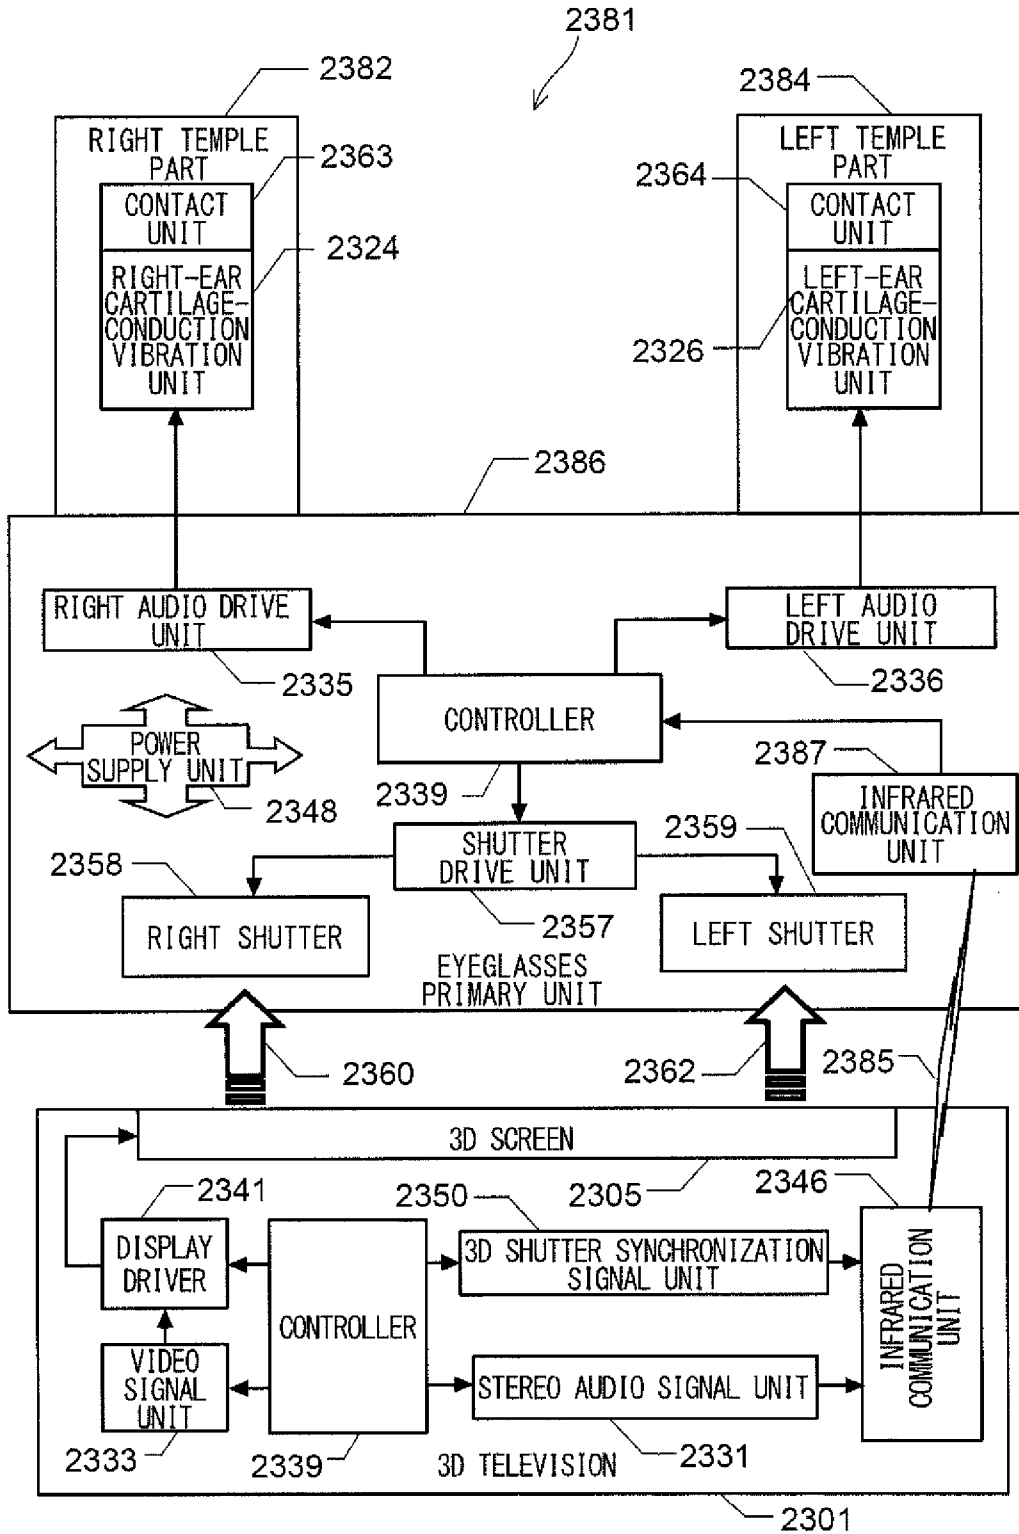 2381
2382
2384
RIGHT TEMPLE
PART
2363
LEFT TEMPLE
PART
2364
CONTACT
UNIT
CONTACT
UNIT
2324
RIGHT-EAR
CARTILAGE-
CONDUCTION
VIBRATION
UNIT
LEFT-EAR
CARTILAGE-
CONDUCTION
VIBRATION
UNIT
2326
2386
RIGHT AUDIO DRIVE
UNIT
LEFT AUDIO
DRIVE UNIT
2335
2336
CONTROLLER
POWER
SUPPLY UNIT
2387
2339
2348
INFRARED
COMMUNICATION
UNIT
2359
SHUTTER
DRIVE UNIT
2358
2357
RIGHT SHUTTER
LEFT SHUTTER
EYEGLASSES
PRIMARY UNIT
2360
2362
2385
3D SCREEN
2341
2350
2305
2346
DISPLAY
DRIVER
3D SHUTTER SYNCHRONIZATION
SIGNAL UNIT
INFRARED
COMMUNICATION
UNIT
CONTROLLER
VIDEO
SIGNAL
UNIT
STEREO AUDIO SIGNAL UNIT
2333
2339
3D TELEVISION
2331
2301